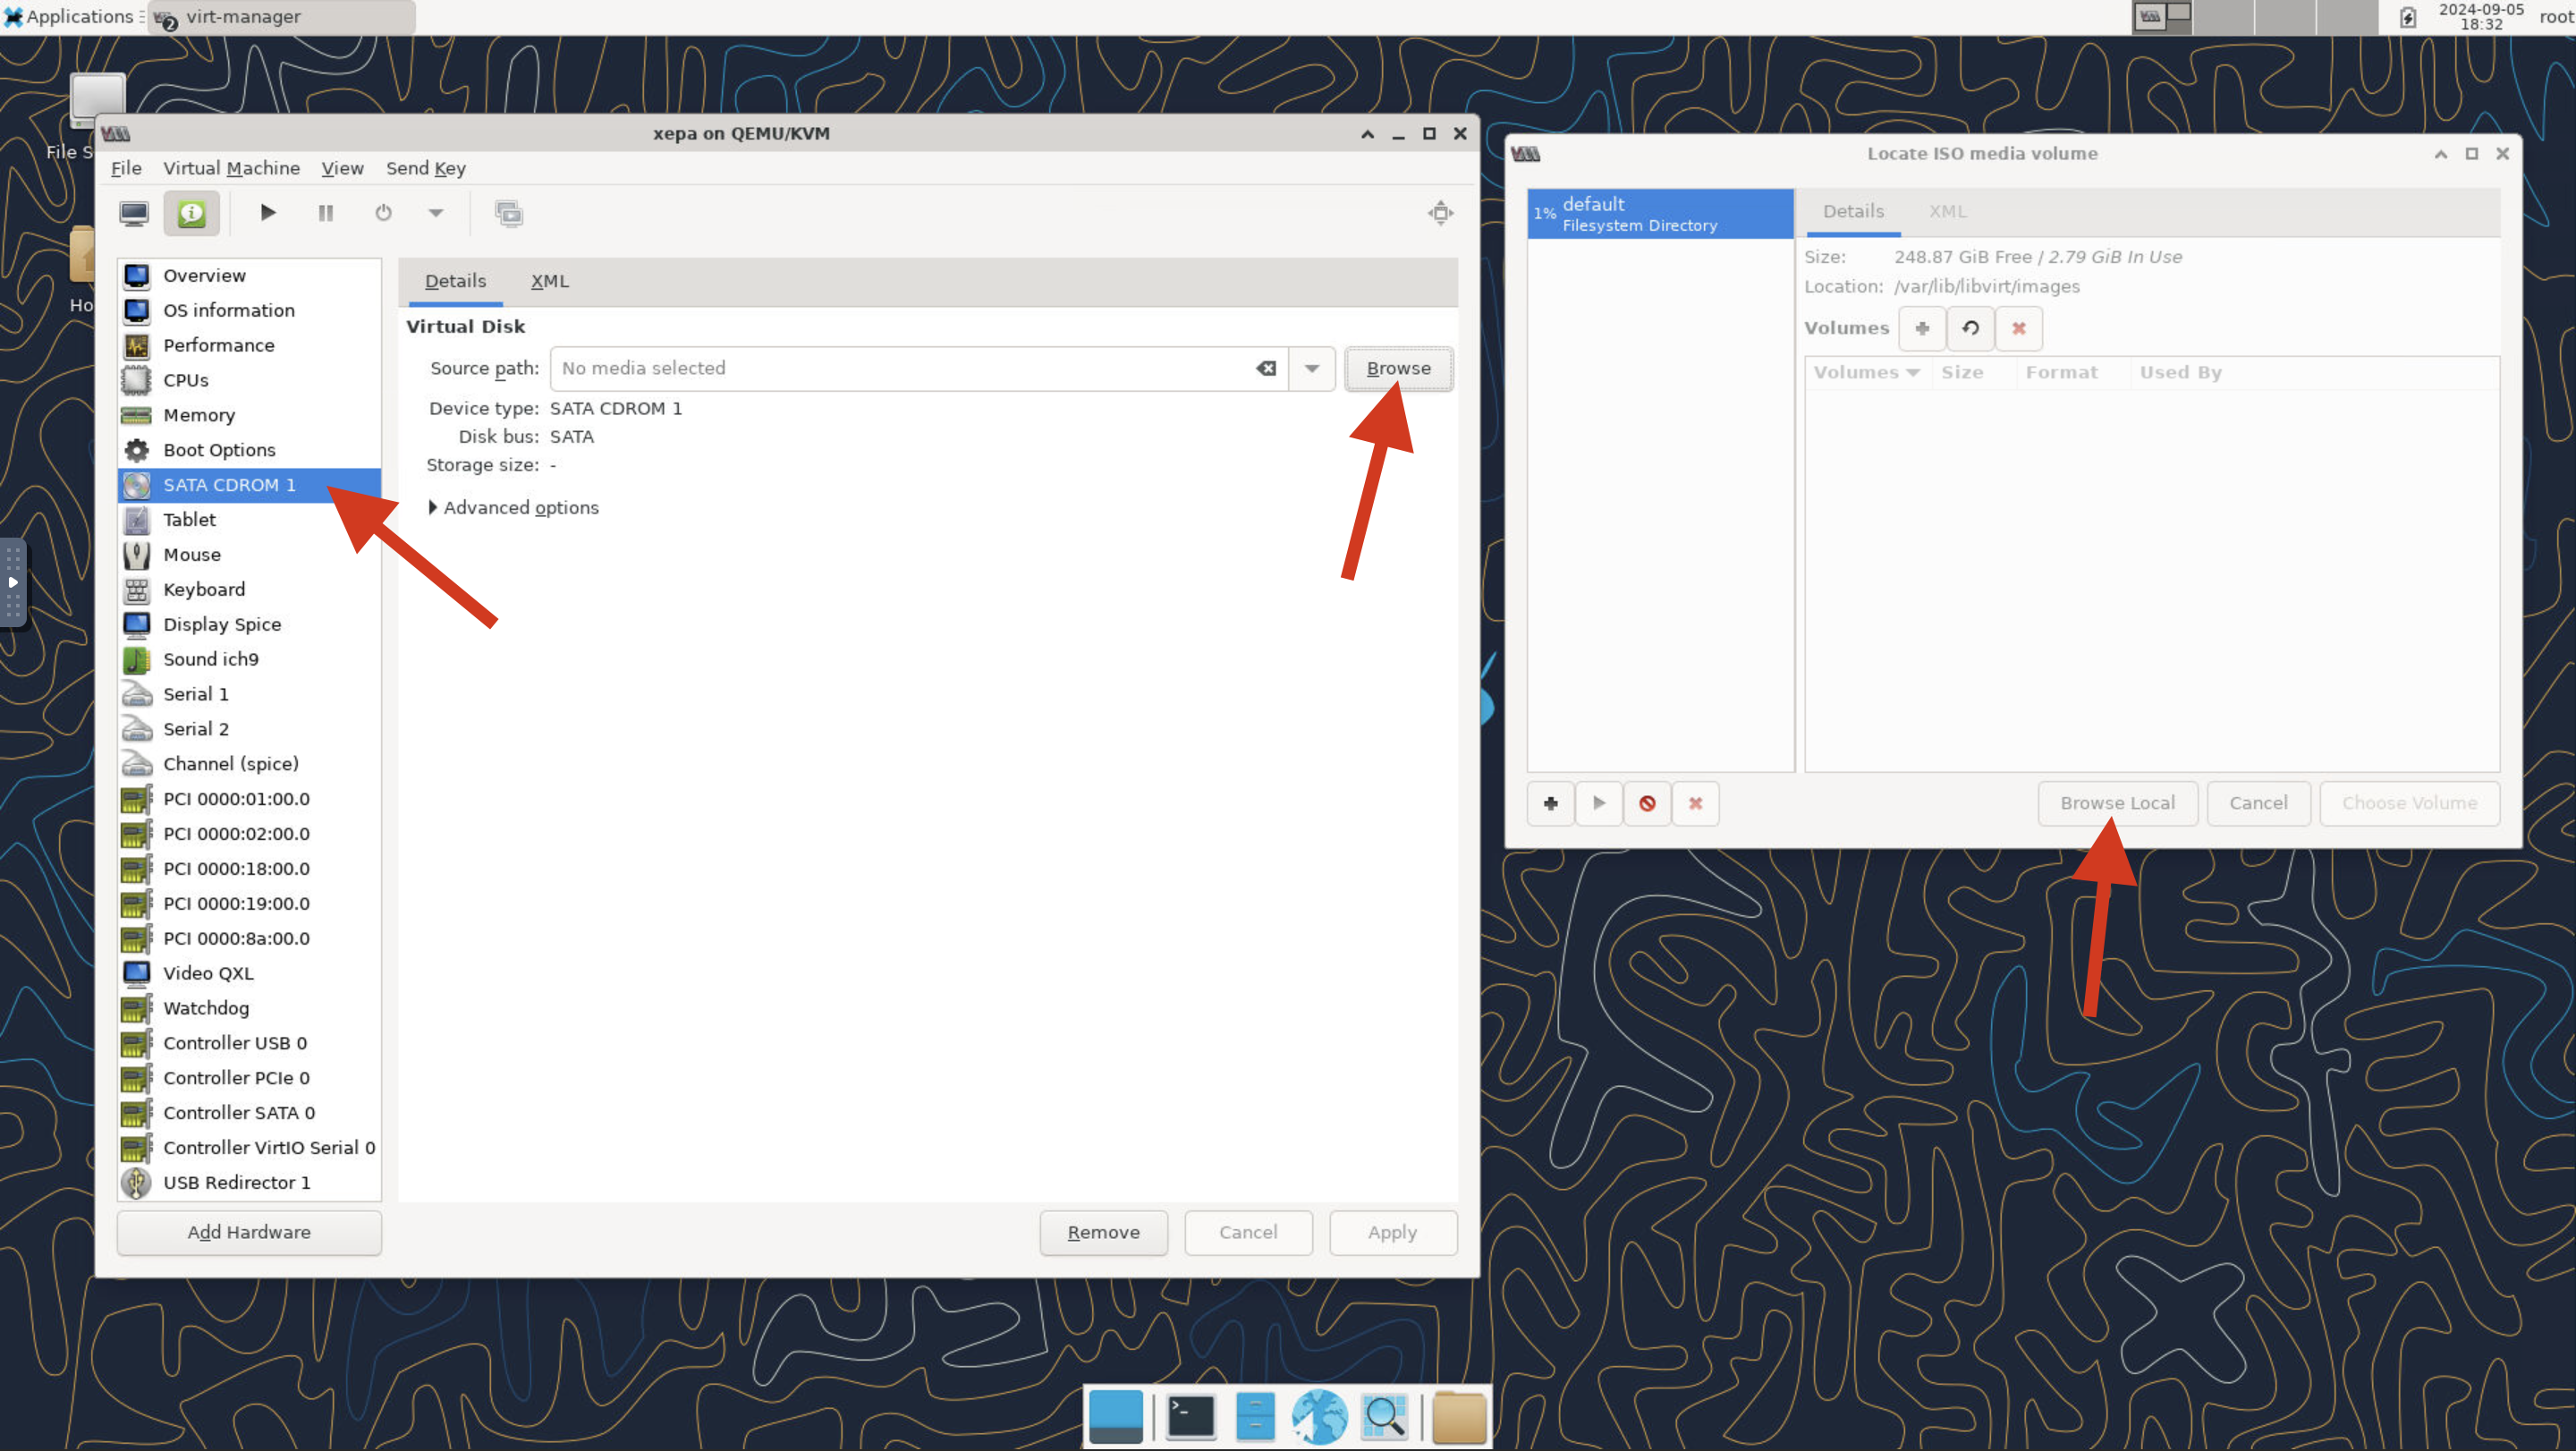 Applications
2 virt-manager
2024-09-05
18:32
root
File S
Ho
xepa on QEMU/KVM
File Virtual Machine View Send Key
Overview
OS information
Performance
CPUs
Memory
Boot Options
SATA CDROM 1
Tablet
Mouse
Keyboard
Display Spice
Sound ich9
Serial 1
Serial 2
Channel (spice)
PCI 0000:01:00.0
PCI 0000:02:00.0
PCI 0000:18:00.0
PCI 0000:19:00.0
PCI 0000:8a:00.0
Video QXL
Watchdog
Controller USB 0
Controller PCIe 0
Controller SATA 0
Controller VirtIO Serial 0
USB Redirector 1
Add Hardware
Details XML
Virtual Disk
Source path: No media selected Browse
Device type: SATA CDROM 1
Disk bus: SATA
Storage size: -
Advanced options
Remove Cancel Apply
Locate ISO media volume
1% default
Filesystem Directory
Details XML
Size: 248.87 GiB Free / 2.79 GiB In Use
Location: /var/lib/libvirt/images
Volumes
Volumes Size Format Used By
Browse Local Cancel Choose Volume